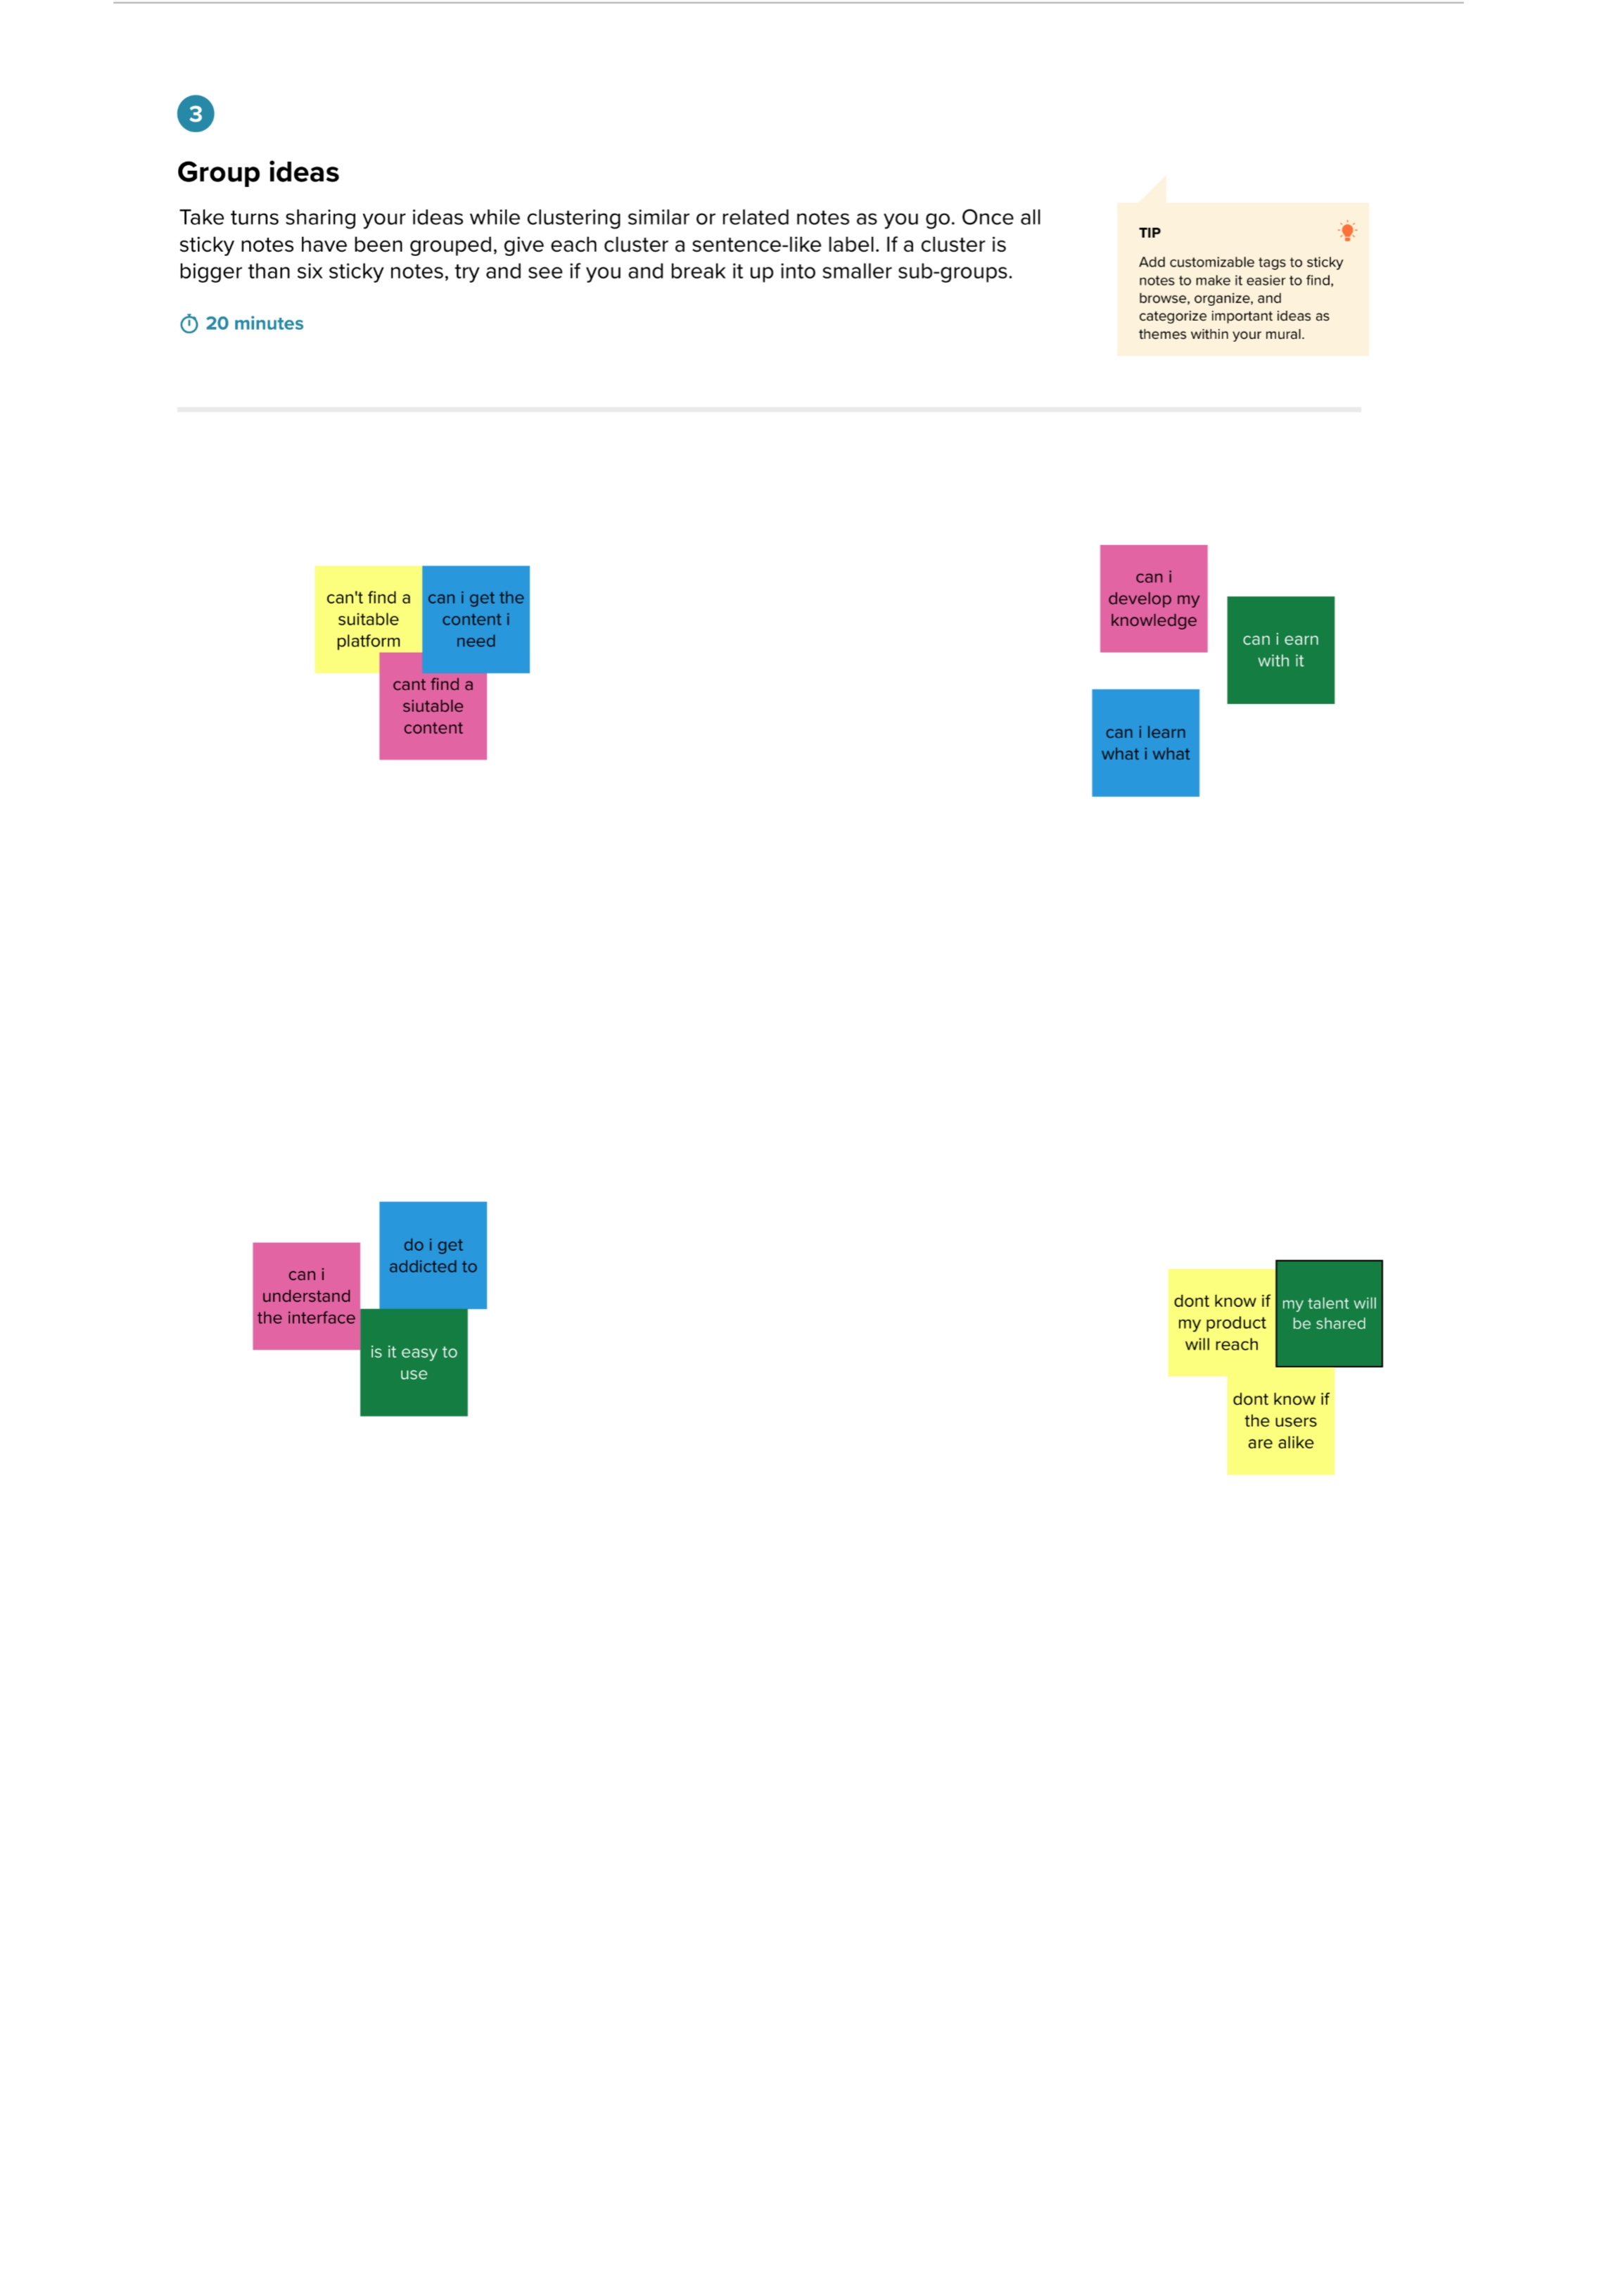 3
Group ideas
Take turns sharing your ideas while clustering similar or related notes as you go. Once all
sticky notes have been grouped, give each cluster a sentence-like label. If a cluster is
bigger than six sticky notes, try and see if you and break it up into smaller sub-groups.
20 minutes
TIP
Add customizable tags to sticky
notes to make it easier to find,
browse, organize, and
categorize important ideas as
themes within your mural.
can't find a
suitable
platform
can i get the
content i
need
cant find a
siutable
content
can i
develop my
knowledge
can i earn
with it
can i learn
what i what
do i get
addicted to
can i
understand
the interface
is it easy to
use
dont know if
my product
will reach
my talent will
be shared
dont know if
the users
are alike